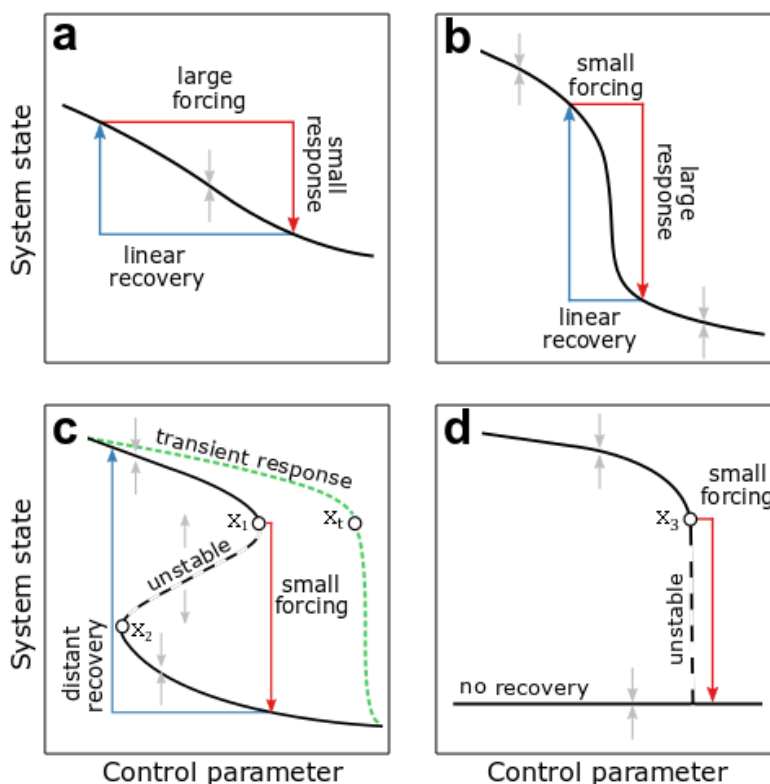 a
large
forcing
small
response
linear
recovery
System state
b
small
forcing
large
response
linear
recovery
c
transient response
X1
Xt
unstable
small
forcing
X2
distant
recovery
System state
Control parameter
d
small
forcing
X3
unstable
no recovery
Control parameter